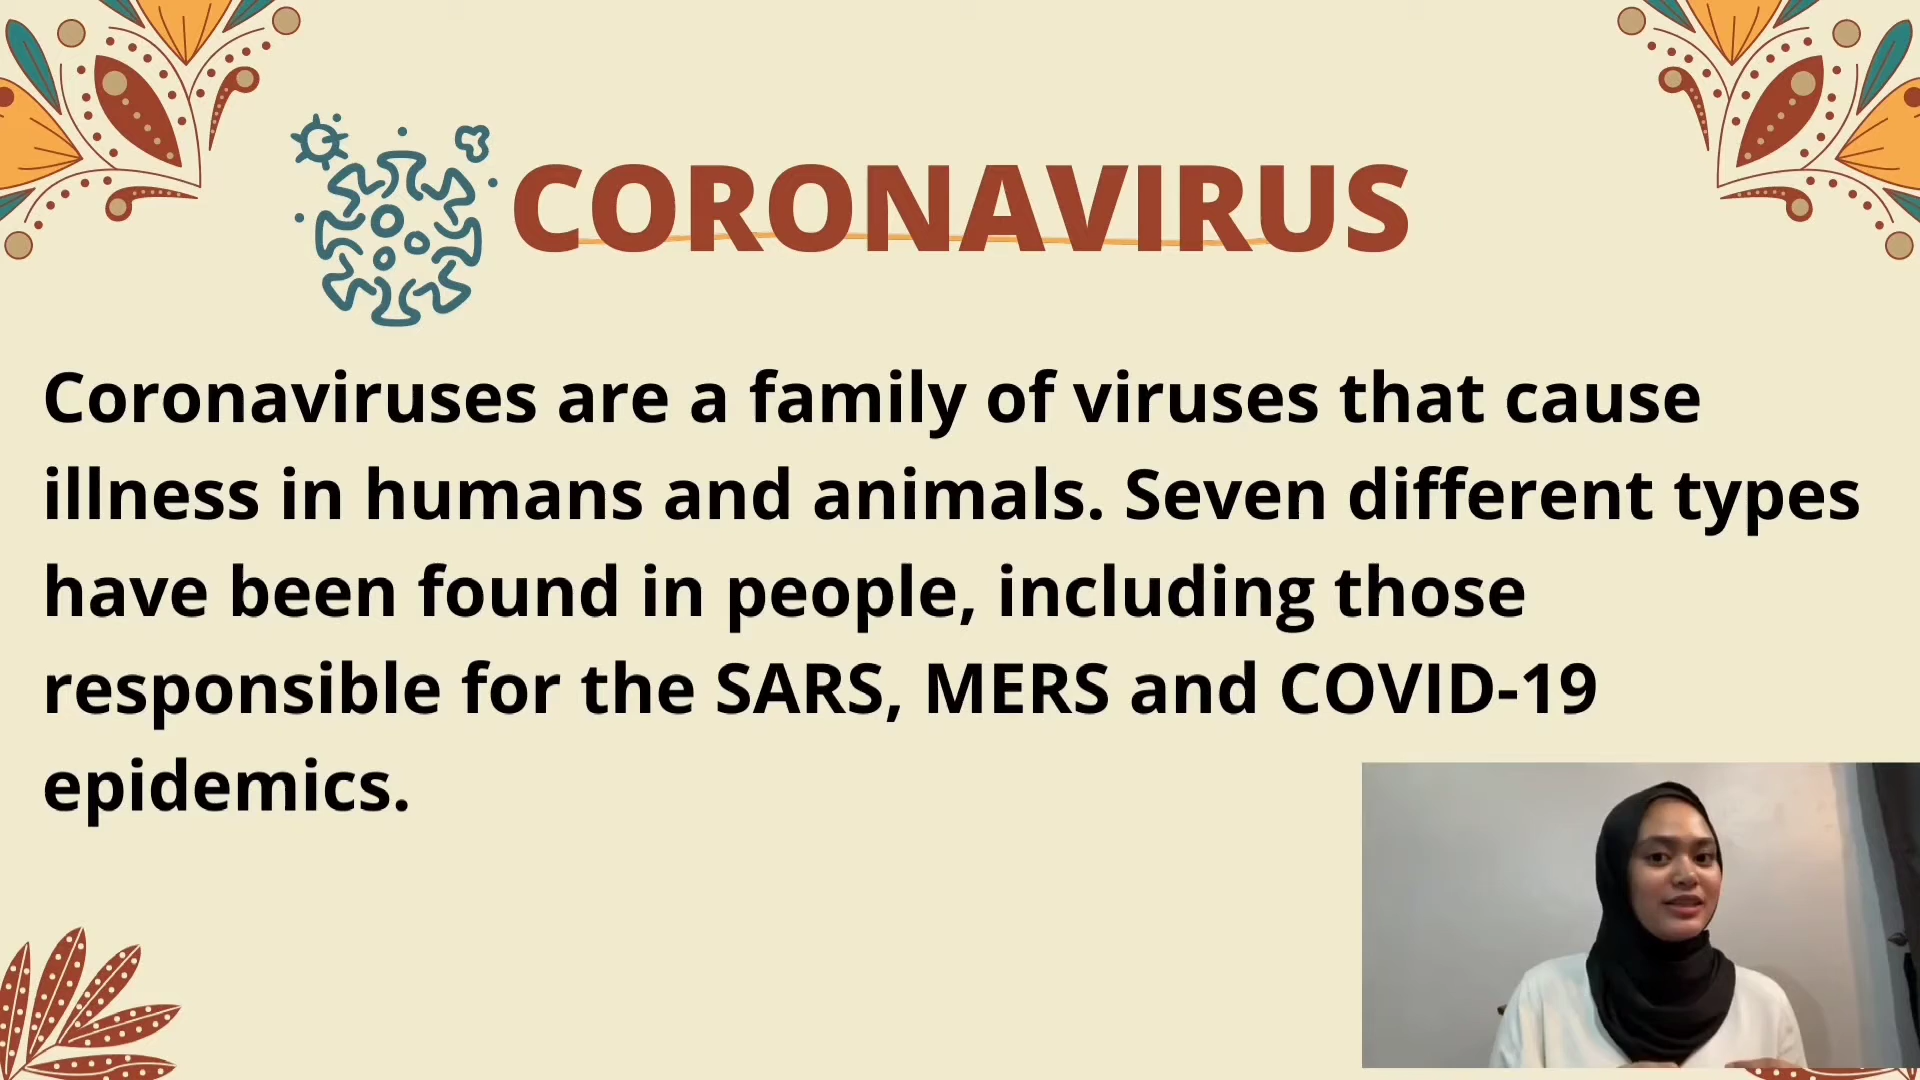 CORONAVIRUS
Coronaviruses are a family of viruses that cause
illness in humans and animals. Seven different types
have been found in people, including those
responsible for the SARS, MERS and COVID-19
epidemics.